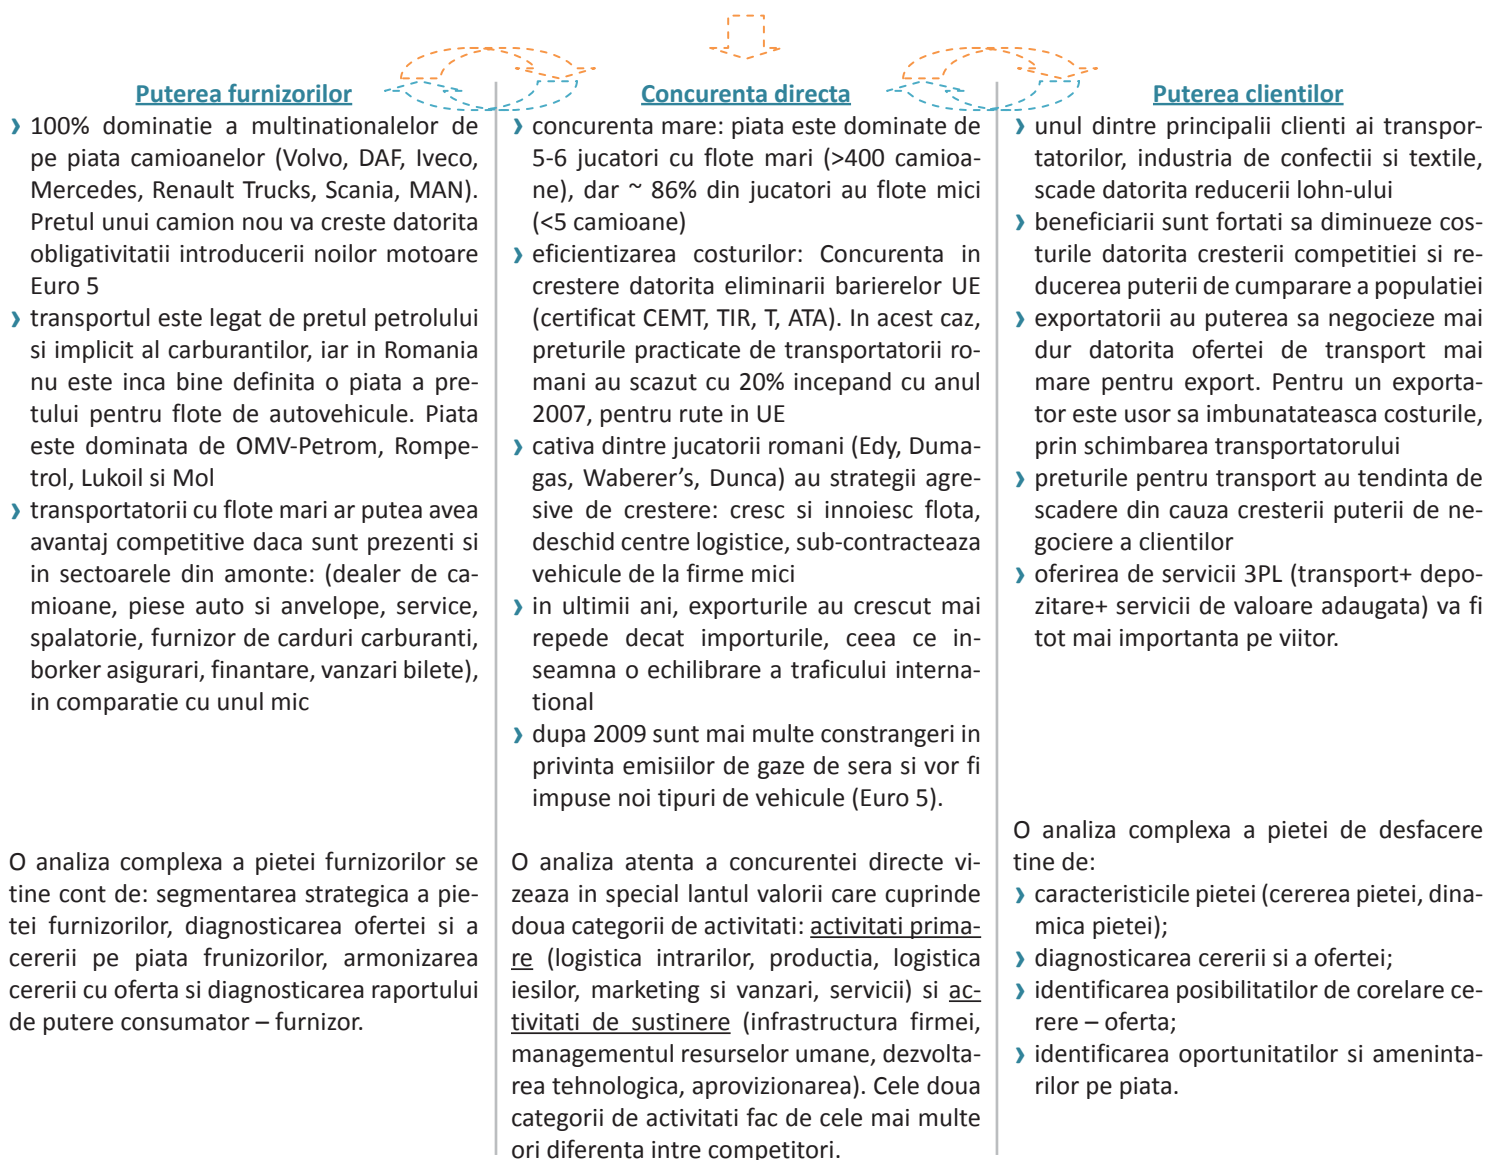 Puterea furnizorilor
❱ 100% dominatie a multinationalelor de
pe piata camioanelor (Volvo, DAF, Iveco,
Mercedes, Renault Trucks, Scania, MAN).
Pretul unui camion nou va creste datorita
obligativitatii introducerii noilor motoare
Euro 5
❱ transportul este legat de pretul petrolului
si implicit al carburantilor, iar in Romania
nu este inca bine definita o piata a pre-
tului pentru flote de autovehicule. Piata
este dominata de OMV-Petrom, Rompe-
trol, Lukoil si Mol
❱ transportatorii cu flote mari ar putea avea
avantaj competitive daca sunt prezenti si
in sectoarele din amonte: (dealer de ca-
mioane, piese auto si anvelope, service,
spalatorie, furnizor de carduri carburanti,
borker asigurari, finantare, vanzari bilete),
in comparatie cu unul mic
O analiza complexa a pietei furnizorilor se
tine cont de: segmentarea strategica a pie-
tei furnizorilor, diagnosticarea ofertei si a
cererii pe piata frunizorilor, armonizarea
cererii cu oferta si diagnosticarea raportului
de putere consumator – furnizor.
Concurenta directa
❱ concurenta mare: piata este dominate de
5-6 jucatori cu flote mari (>400 camioa-
ne), dar ~ 86% din jucatori au flote mici
(<5 camioane)
❱ eficientizarea costurilor: Concurenta in
crestere datorita eliminarii barierelor UE
(certificat CEMT, TIR, T, ATA). In acest caz,
preturile practicate de transportatorii ro-
mani au scazut cu 20% incepand cu anul
2007, pentru rute in UE
❱ cativa dintre jucatorii romani (Edy, Duma-
gas, Waberer’s, Dunca) au strategii agre-
sive de crestere: cresc si innoiesc flota,
deschid centre logistice, sub-contracteaza
vehicule de la firme mici
❱ in ultimii ani, exporturile au crescut mai
repede decat importurile, ceea ce in-
seamna o echilibrare a traficului interna-
tional
❱ dupa 2009 sunt mai multe constrangeri in
privinta emisiilor de gaze de sera si vor fi
impuse noi tipuri de vehicule (Euro 5).
O analiza atenta a concurentei directe vi-
zeaza in special lantul valorii care cuprinde
doua categorii de activitati: activitati prima-
re (logistica intrarilor, productia, logistica
iesilor, marketing si vanzari, servicii) si ac-
tivitati de sustinere (infrastructura firmei,
managementul resurselor umane, dezvolta-
rea tehnologica, aprovizionarea). Cele doua
categorii de activitati fac de cele mai multe
ori diferenta intre competitori.
Puterea clientilor
❱ unul dintre principalii clienti ai transpor-
tatorilor, industria de confectii si textile,
scade datorita reducerii lohn-ului
❱ beneficiarii sunt fortati sa diminueze cos-
turile datorita cresterii competitiei si re-
ducerea puterii de cumparare a populatiei
❱ exportatorii au puterea sa negocieze mai
dur datorita ofertei de transport mai
mare pentru export. Pentru un exporta-
tor este usor sa imbunatateasca costurile,
prin schimbarea transportatorului
❱ preturile pentru transport au tendinta de
scadere din cauza cresterii puterii de ne-
gociere a clientilor
❱ oferirea de servicii 3PL (transport+ depo-
zitare+ servicii de valoare adaugata) va fi
tot mai importanta pe viitor.
O analiza complexa a pietei de desfacere
tine de:
❱ caracteristicile pietei (cererea pietei, dina-
mica pietei);
❱ diagnosticarea cererii si a ofertei;
❱ identificarea posibilitatilor de corelare ce-
rere – oferta;
❱ identificarea oportunitatilor si ameninta-
rilor pe piata.